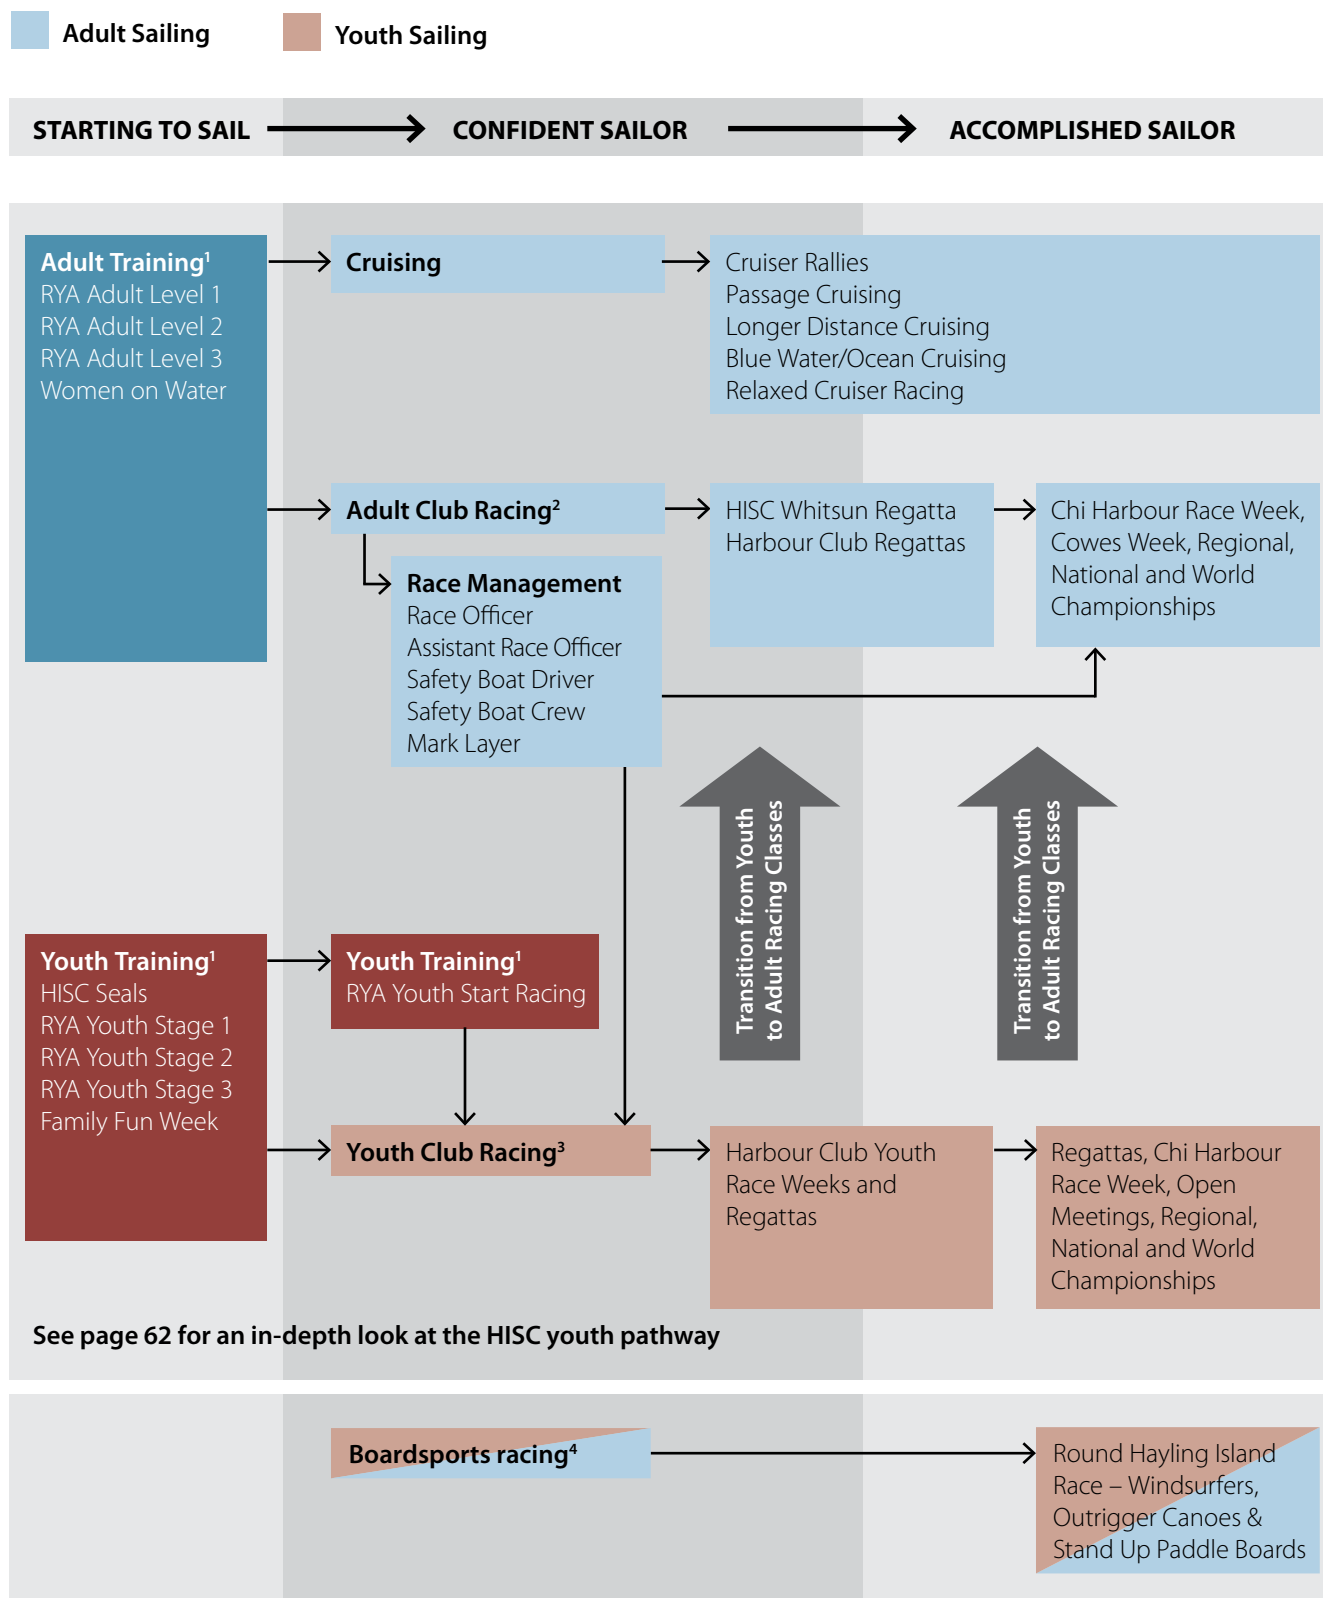 Adult Sailing
Youth Sailing
STARTING TO SAIL
CONFIDENT SAILOR
ACCOMPLISHED SAILOR
Adult Training¹
RYA Adult Level 1
RYA Adult Level 2
RYA Adult Level 3
Women on Water
Cruising
Cruiser Rallies
Passage Cruising
Longer Distance Cruising
Blue Water/Ocean Cruising
Relaxed Cruiser Racing
Adult Club Racing²
HISC Whitsun Regatta
Harbour Club Regattas
Chi Harbour Race Week,
Cowes Week, Regional,
National and World
Championships
Race Management
Race Officer
Assistant Race Officer
Safety Boat Driver
Safety Boat Crew
Mark Layer
Transition from Youth
to Adult Racing Classes
Transition from Youth
to Adult Racing Classes
Youth Training¹
HISC Seals
RYA Youth Stage 1
RYA Youth Stage 2
RYA Youth Stage 3
Family Fun Week
Youth Training¹
RYA Youth Start Racing
Youth Club Racing³
Harbour Club Youth
Race Weeks and
Regattas
Regattas, Chi Harbour
Race Week, Open
Meetings, Regional,
National and World
Championships
See page 62 for an in-depth look at the HISC youth pathway
Boardsports racing⁴
Round Hayling Island
Race – Windsurfers,
Outrigger Canoes &
Stand Up Paddle Boards